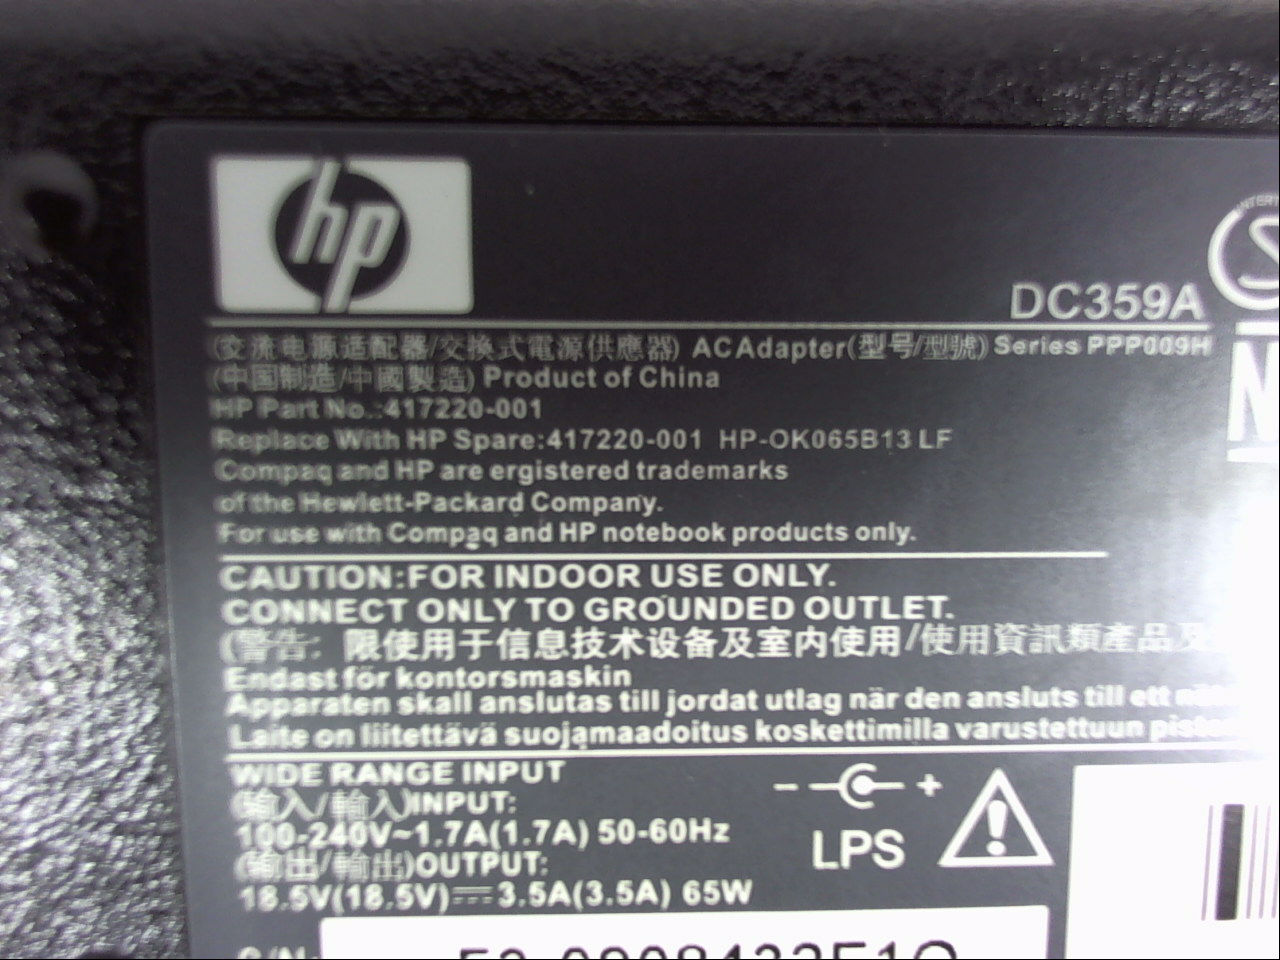 hp
DC359A
(交流电源适配器/交換式電源供應器) ACAdapter(型号/型號) Series PPP009H
(中国制造/中國製造) Product of China
HP Part No.:417220-001
Replace With HP Spare:417220-001 HP-OK065B13 LF
Compaq and HP are ergistered trademarks
of the Hewlett-Packard Company.
For use with Compaq and HP notebook products only.
CAUTION:FOR INDOOR USE ONLY.
CONNECT ONLY TO GROUNDED OUTLET.
(警告: 限使用于信息技术设备及室内使用/使用資訊類產品及
Endast för kontorsmaskin
Apparaten skall anslutas till jordat utlag när den ansluts till ett
Laite on liitettävä suojamaadoitus koskettimilla varustettuun
WIDE RANGE INPUT
(输入/輸入)INPUT:
100-240V~1.7A(1.7A) 50-60Hz
(输出/輸出)OUTPUT:
18.5V(18.5V)⎓3.5A(3.5A) 65W
- +
LPS
S/N: